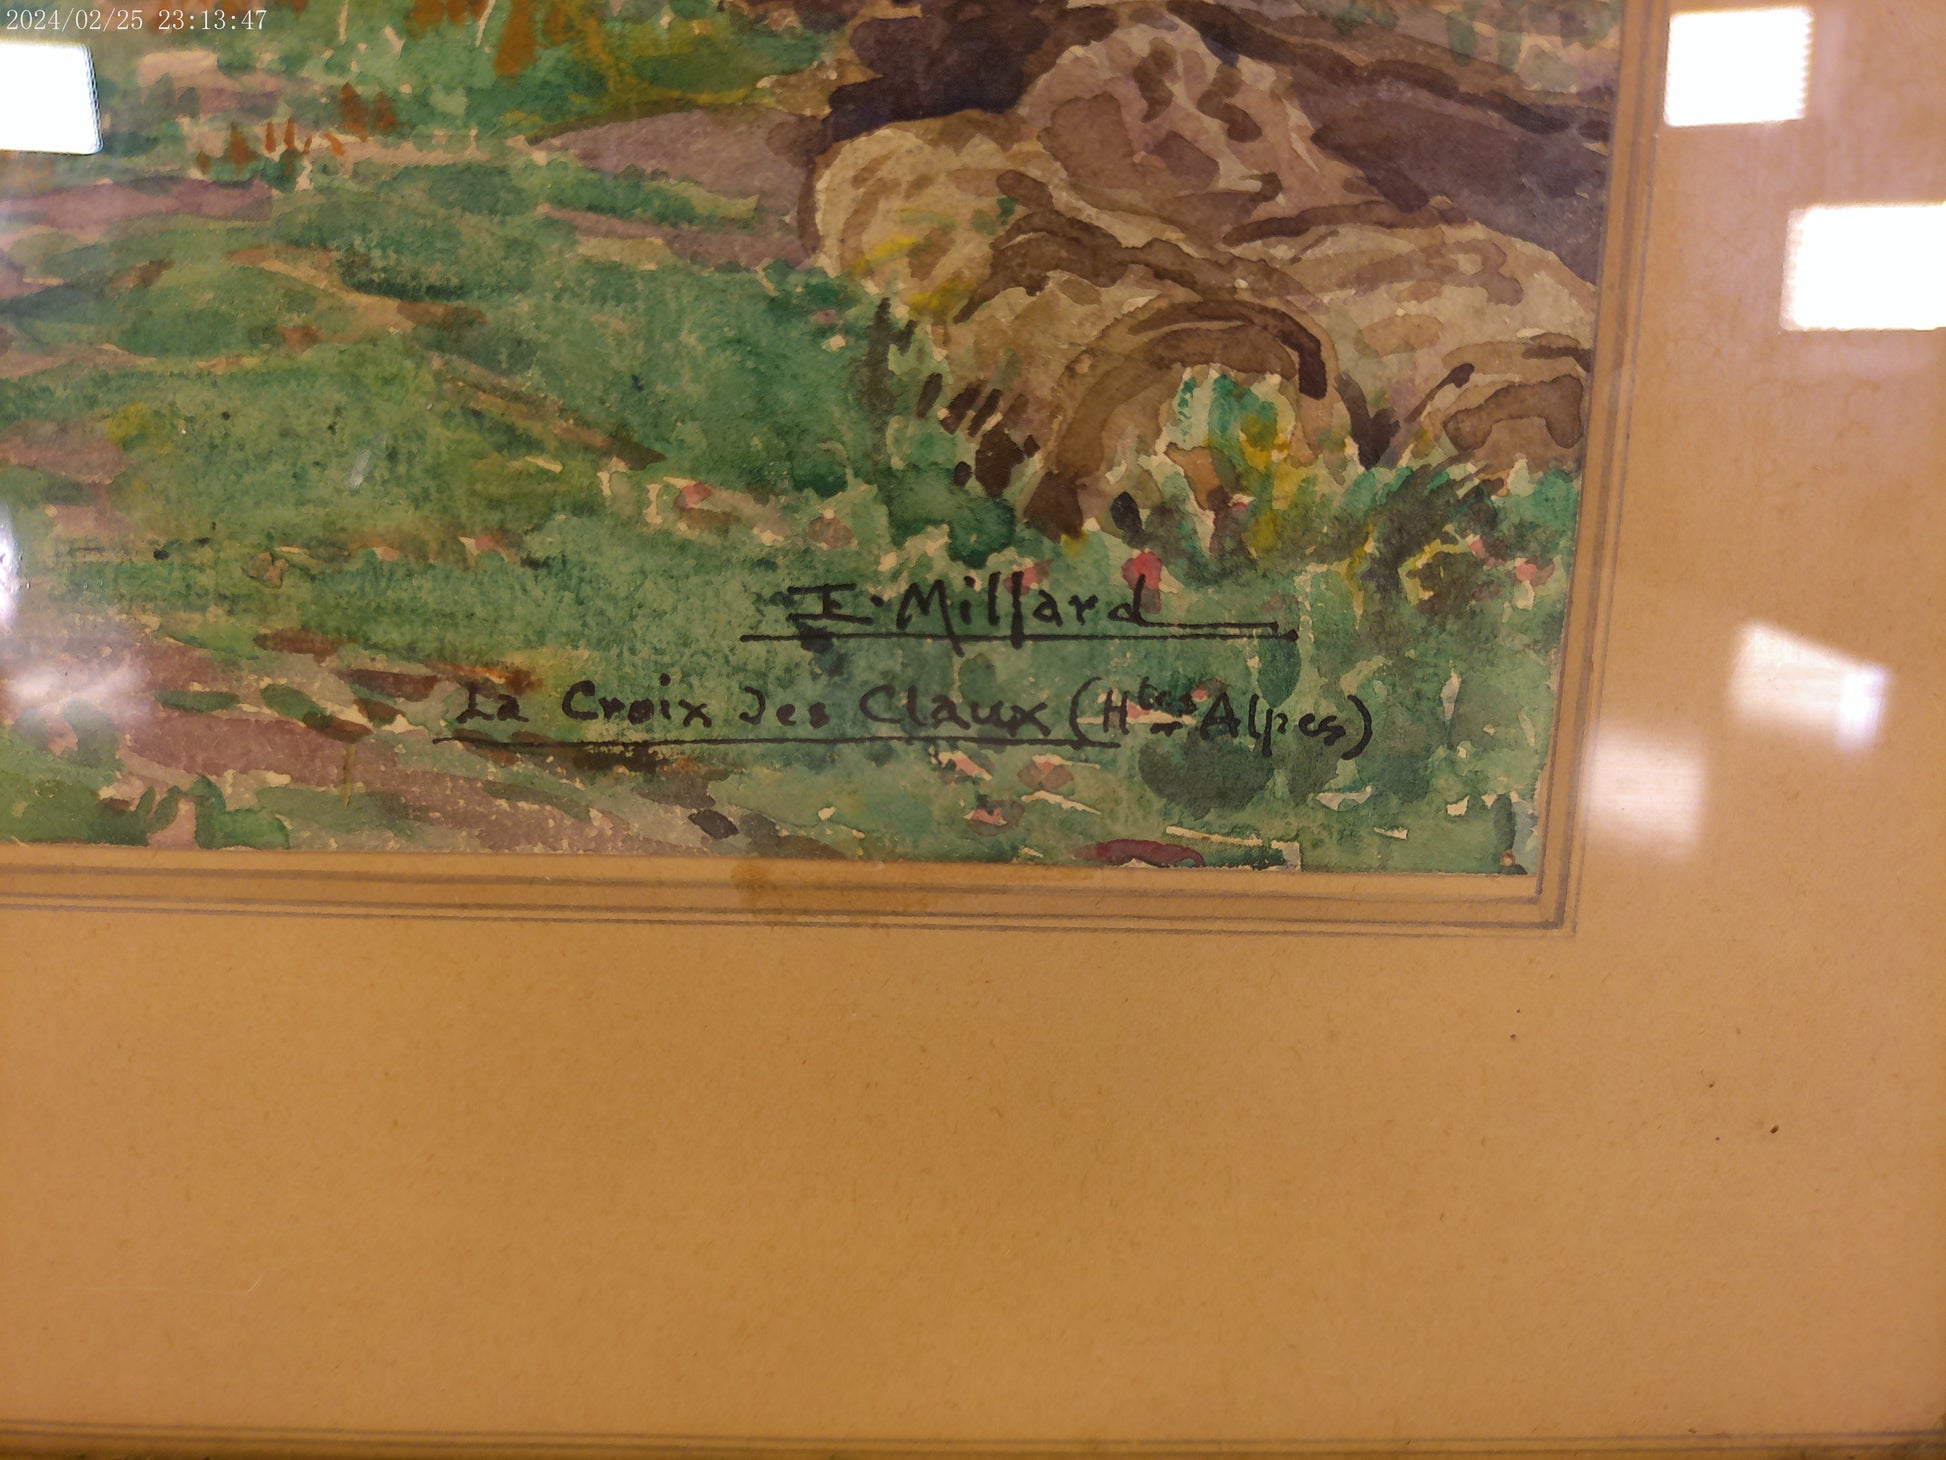 2024/02/25 23:13:47
E. Millard
La Croix des Claux (Htes Alpes)